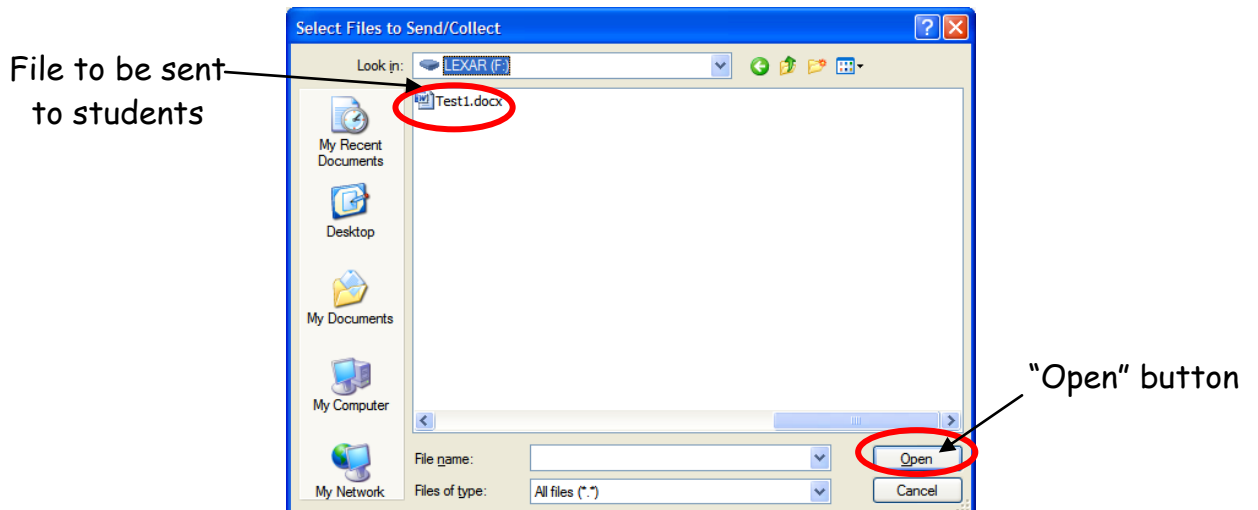 Select Files to Send/Collect
File to be sent
to students
Look in:
LEXAR (F:)
Test1.docx
My Recent
Documents
Desktop
My Documents
My Computer
My Network
"Open" button
File name:
Open
Files of type:
All files (*.*)
Cancel